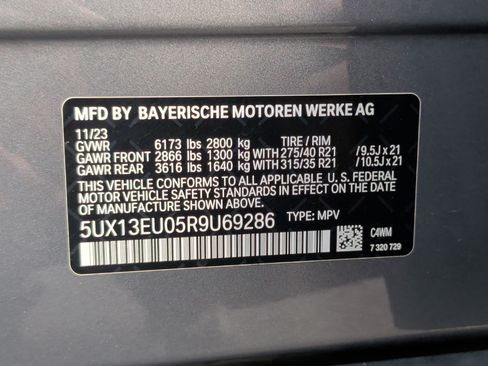 MFD BY BAYERISCHE MOTOREN WERKE AG
11/23
GVWR 6173 lbs 2800 kg TIRE / RIM
GAWR FRONT 2866 lbs 1300 kg WITH 275/40 R21 /9.5J x 21
GAWR REAR 3616 lbs 1640 kg WITH 315/35 R21 /10.5J x 21
THIS VEHICLE CONFORMS TO ALL APPLICABLE U. S. FEDERAL
MOTOR VEHICLE SAFETY STANDARDS IN EFFECT ON THE DATE
OF MANUFACTURE SHOWN ABOVE.
5UX13EU05R9U69286 TYPE: MPV
C4WM
7 320 729